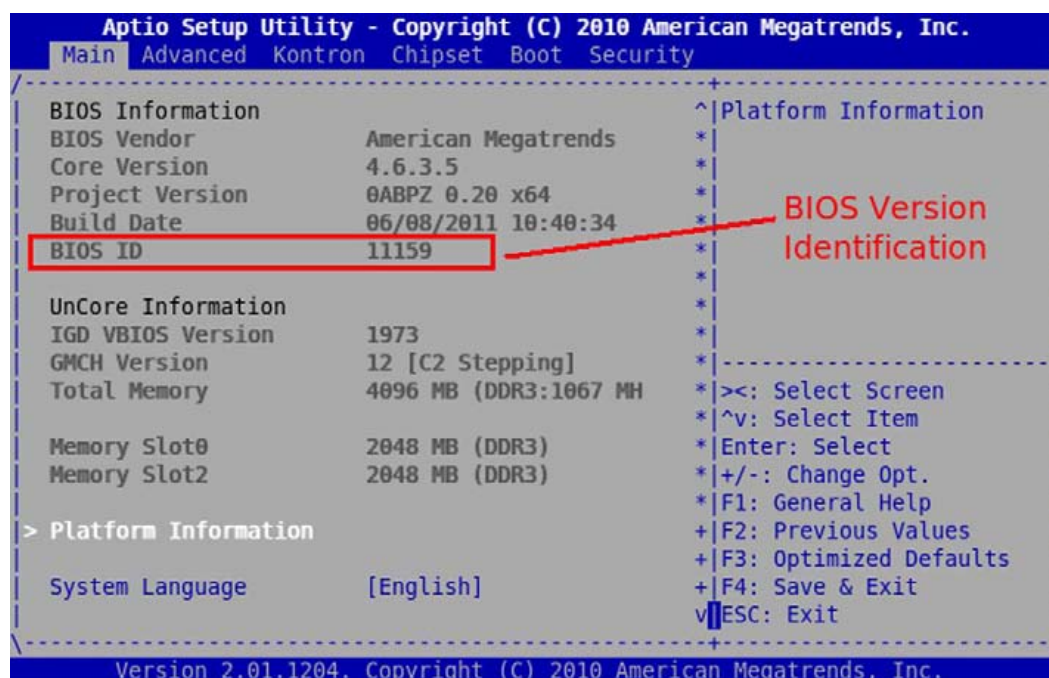 Aptio Setup Utility - Copyright (C) 2010 American Megatrends, Inc.
Main Advanced Kontron Chipset Boot Security
/-----------------------------------------------------+-------------------------
BIOS Information ^|Platform Information
BIOS Vendor American Megatrends *|
Core Version 4.6.3.5 *|
Project Version 0ABPZ 0.20 x64 *|
Build Date 06/08/2011 10:40:34 *|
BIOS ID 11159 *|
BIOS Version
Identification
*|
UnCore Information *|
IGD VBIOS Version 1973 *|
GMCH Version 12 [C2 Stepping] *|-------------------------
Total Memory 4096 MB (DDR3:1067 MH *|><: Select Screen
*|^v: Select Item
Memory Slot0 2048 MB (DDR3) *|Enter: Select
Memory Slot2 2048 MB (DDR3) *|+/-: Change Opt.
*|F1: General Help
> Platform Information +|F2: Previous Values
+|F3: Optimized Defaults
System Language [English] +|F4: Save & Exit
v|ESC: Exit
\-----------------------------------------------------+-------------------------
Version 2.01.1204. Copyright (C) 2010 American Megatrends, Inc.